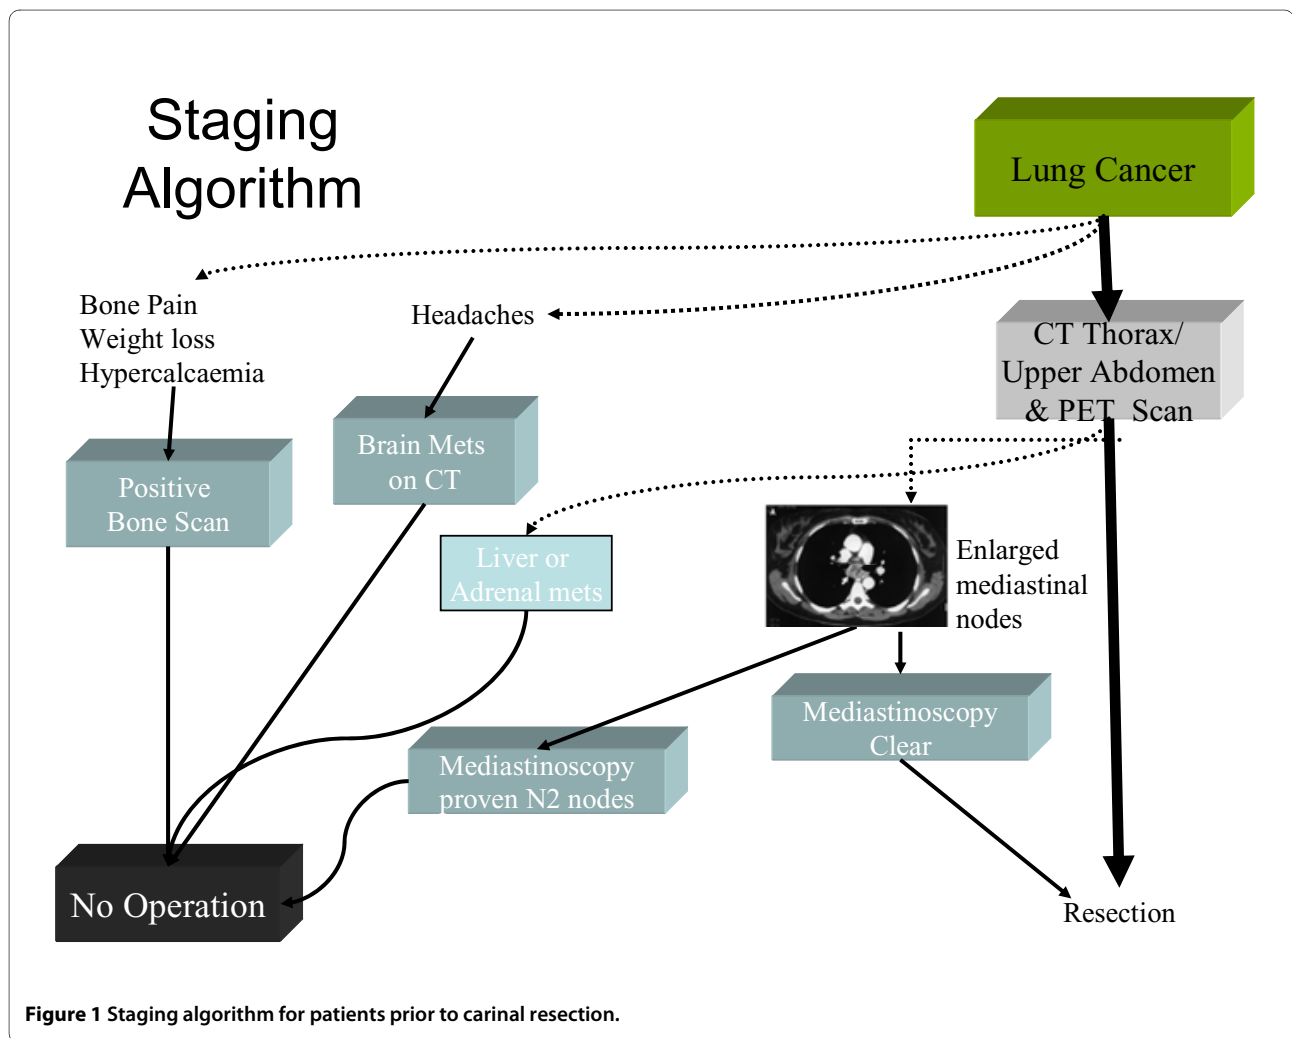 Staging
Algorithm
Lung Cancer
Bone Pain
Weight loss
Hypercalcaemia
Headaches
CT Thorax/
Upper Abdomen
& PET Scan
Brain Mets
on CT
Positive
Bone Scan
Liver or
Adrenal mets
Enlarged
mediastinal
nodes
Mediastinoscopy
Clear
Mediastinoscopy
proven N2 nodes
No Operation
Resection
Figure 1 Staging algorithm for patients prior to carinal resection.